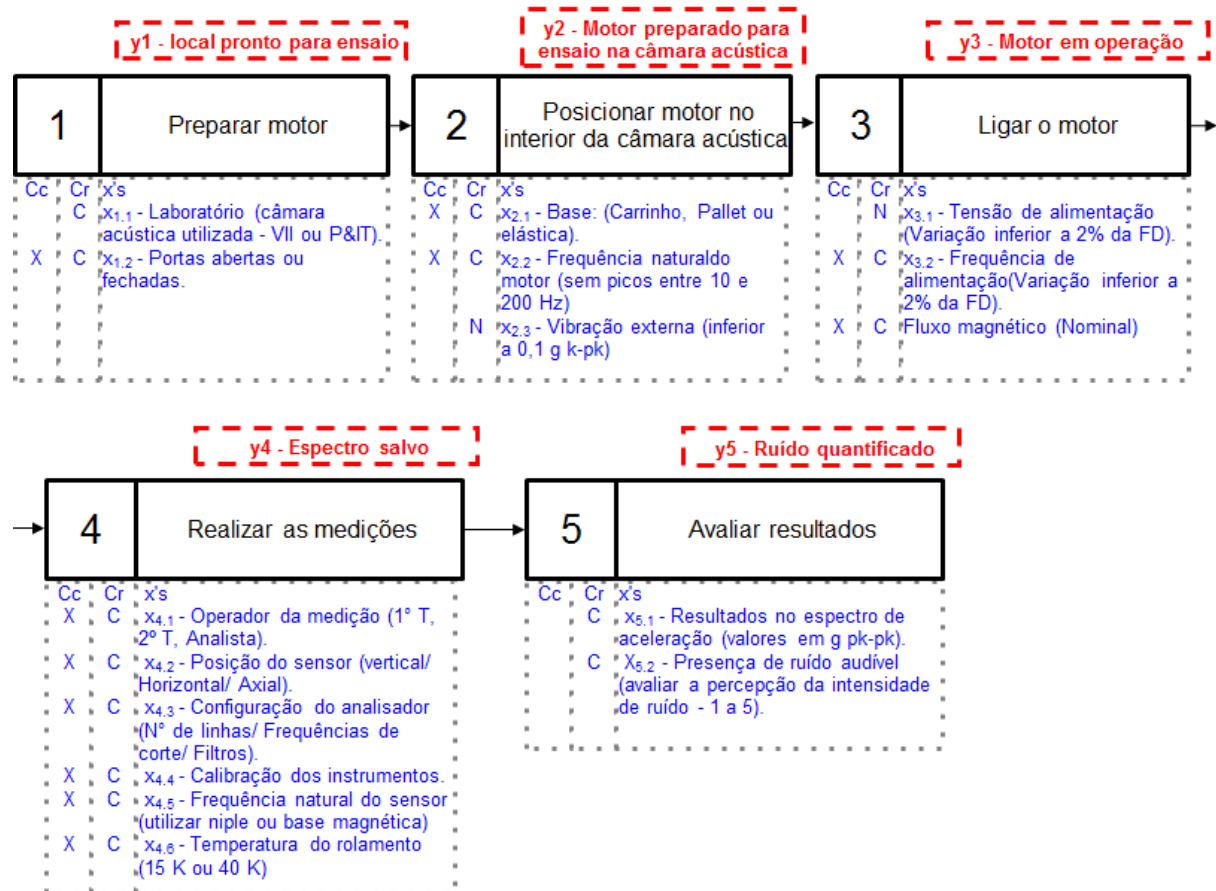 y1 - local pronto para ensaio
y2 - Motor preparado para
ensaio na câmara acústica
y3 - Motor em operação
1
Preparar motor
2
Posicionar motor no
interior da câmara acústica
3
Ligar o motor
Cc Cr x's
C x1.1 - Laboratório (câmara
acústica utilizada - VII ou P&IT).
X C x1.2 - Portas abertas ou
fechadas.
Cc Cr x's
X C x2.1 - Base: (Carrinho, Pallet ou
elástica).
X C x2.2 - Frequência naturaldo
motor (sem picos entre 10 e
200 Hz)
N x2.3 - Vibração externa (inferior
a 0,1 g k-pk)
Cc Cr x's
N x3.1 - Tensão de alimentação
(Variação inferior a 2% da FD).
X C x3.2 - Frequência de
alimentação(Variação inferior a
2% da FD).
X C Fluxo magnético (Nominal)
y4 - Espectro salvo
y5 - Ruído quantificado
4
Realizar as medições
5
Avaliar resultados
Cc Cr x's
X C x4.1 - Operador da medição (1° T,
2º T, Analista).
X C x4.2 - Posição do sensor (vertical/
Horizontal/ Axial).
X C x4.3 - Configuração do analisador
(N° de linhas/ Frequências de
corte/ Filtros).
X C x4.4 - Calibração dos instrumentos.
X C x4.5 - Frequência natural do sensor
(utilizar niple ou base magnética)
X C x4.6 - Temperatura do rolamento
(15 K ou 40 K)
Cc Cr x's
C x5.1 - Resultados no espectro de
aceleração (valores em g pk-pk).
C X5.2 - Presença de ruído audível
(avaliar a percepção da intensidade
de ruído - 1 a 5).